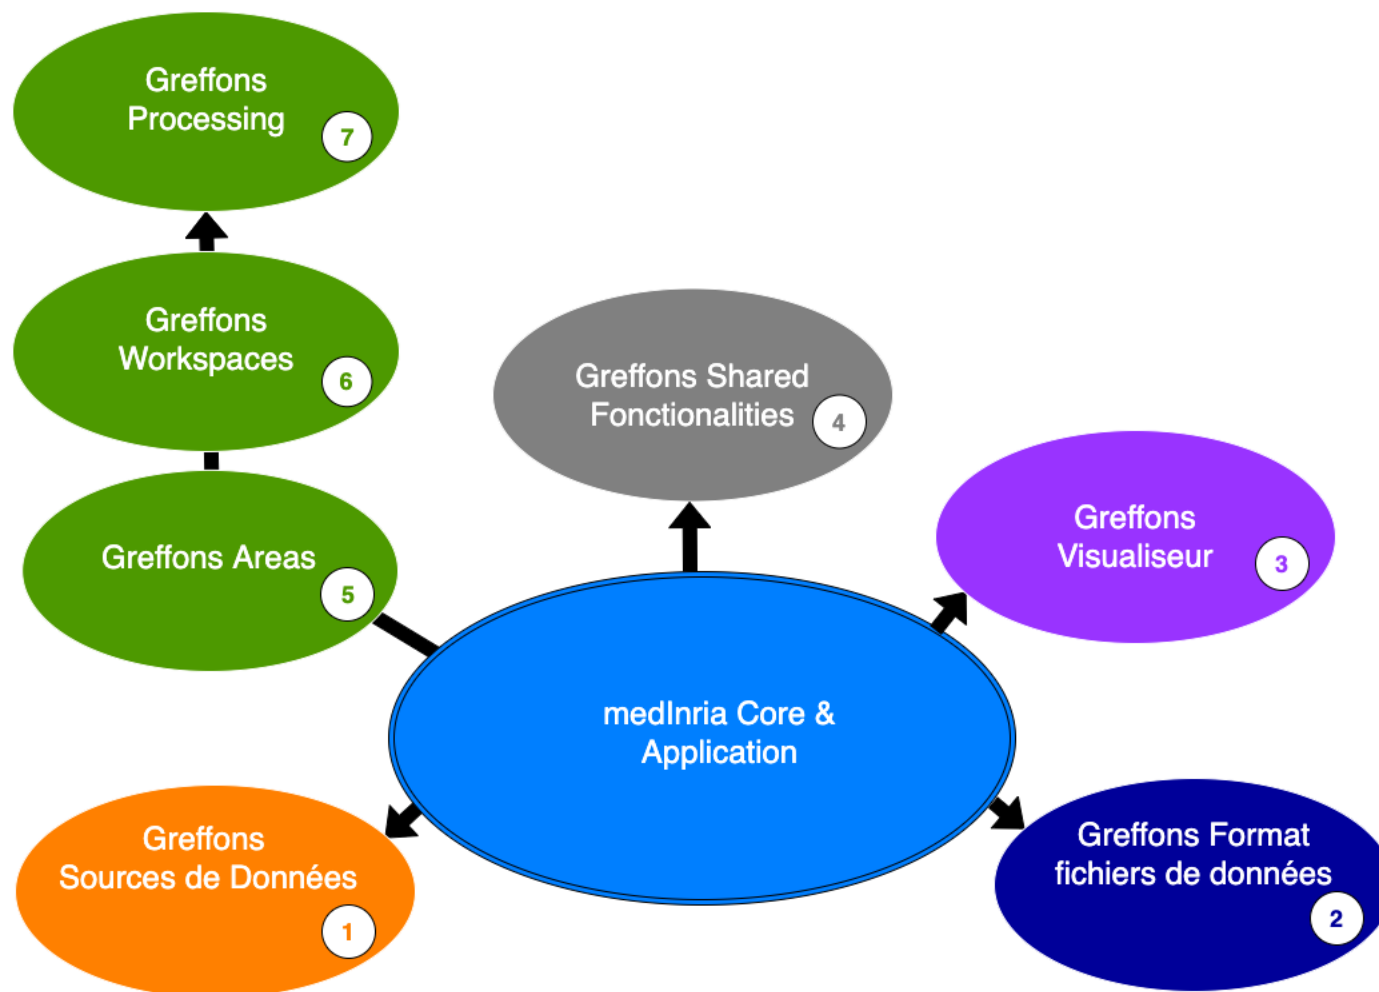 Greffons
Processing
7
Greffons
Workspaces
6
Greffons Shared
Fonctionalities
4
Greffons
Visualiseur
3
Greffons Areas
5
medInria Core &
Application
Greffons
Sources de Données
1
Greffons Format
fichiers de données
2